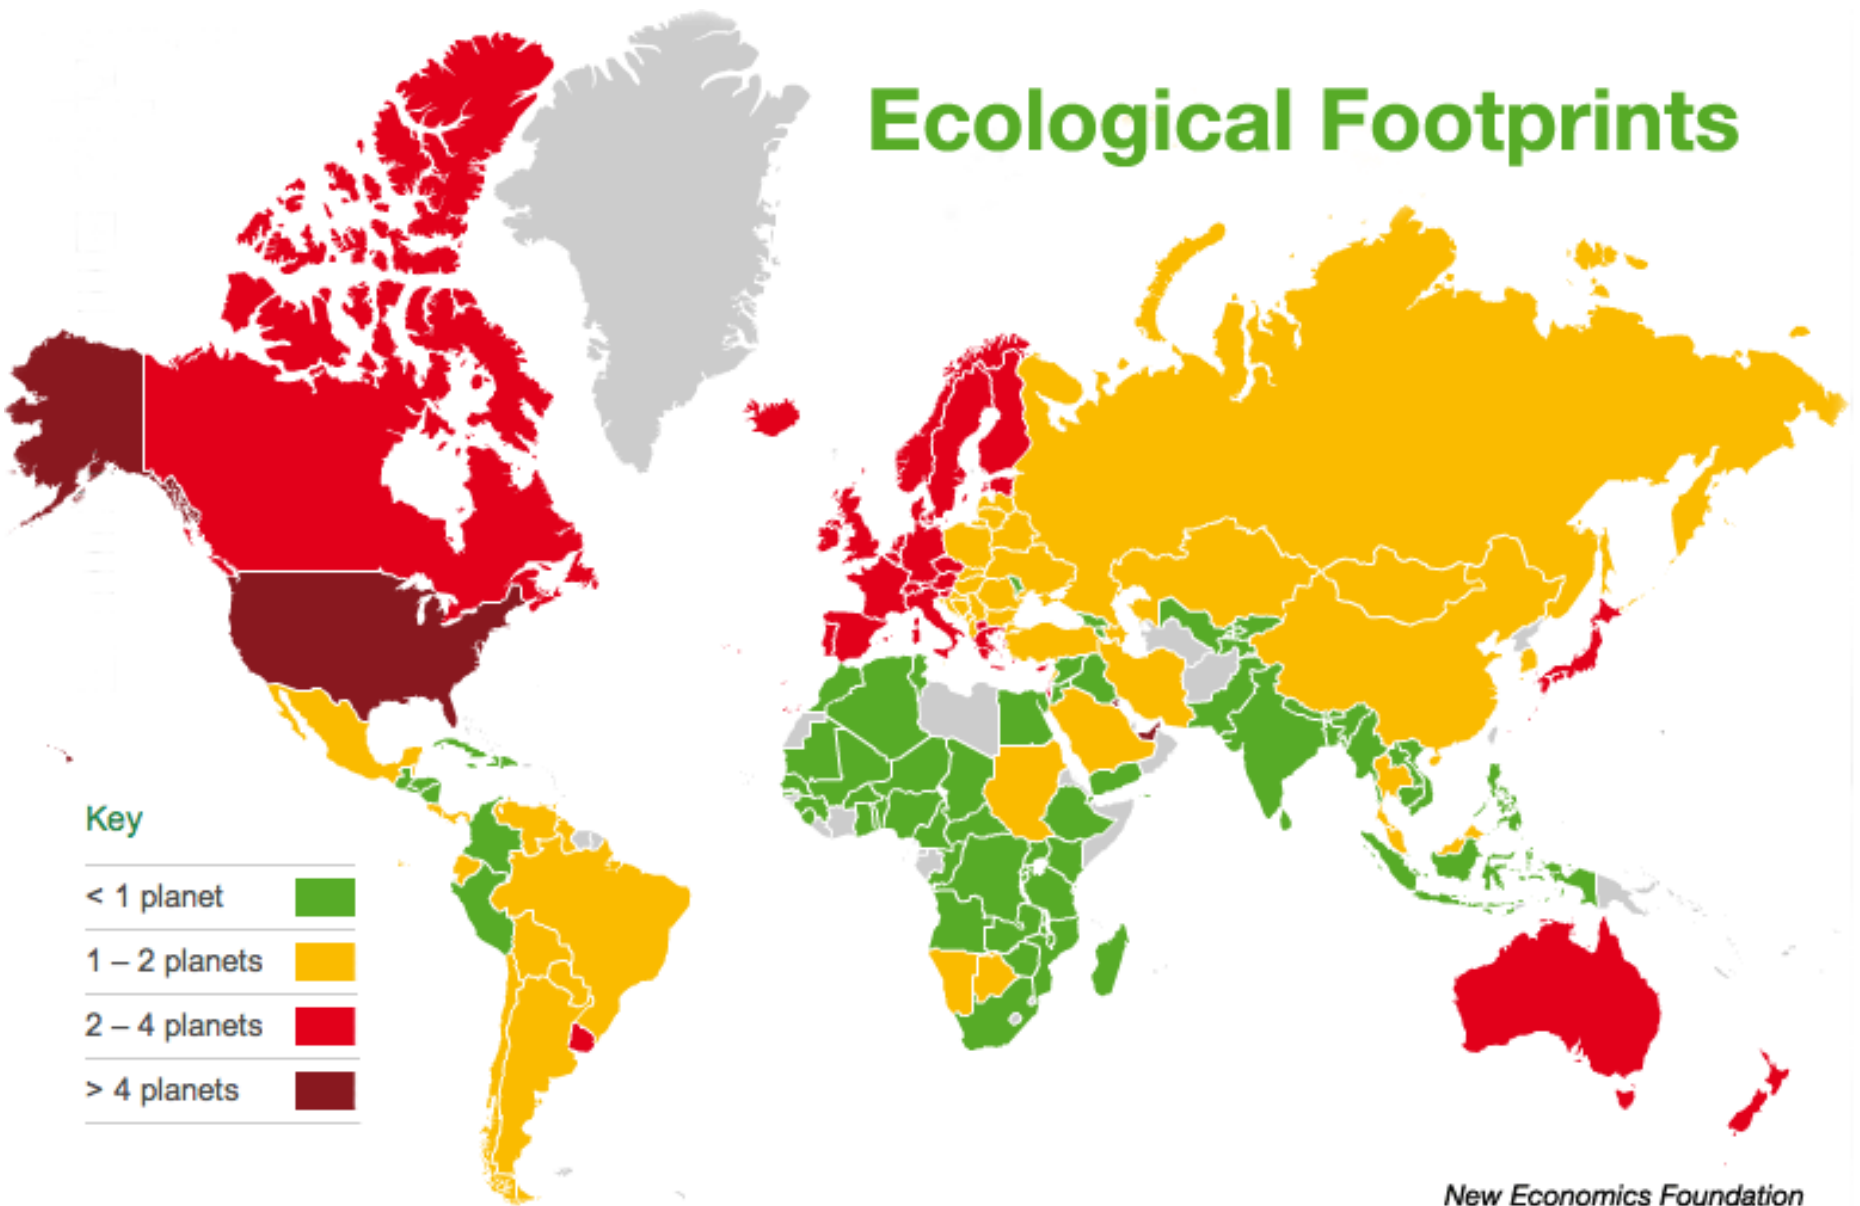 Ecological Footprints
Key
< 1 planet
1 – 2 planets
2 – 4 planets
> 4 planets
New Economics Foundation